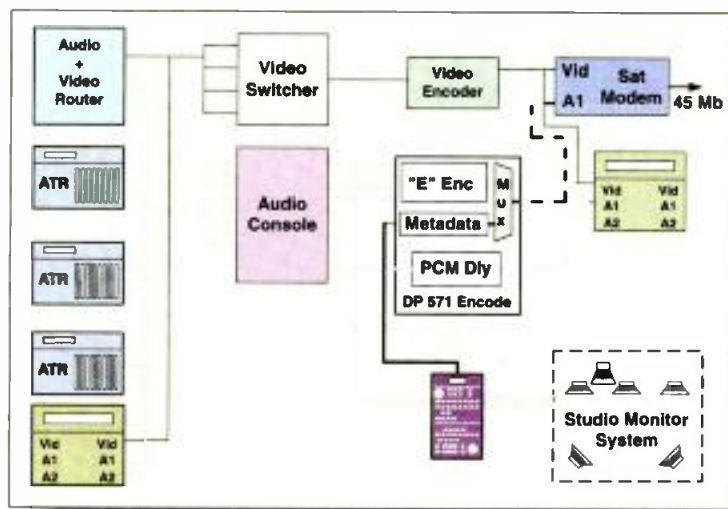 Audio
+
Video
Router
Video
Switcher
Video
Encoder
Vid
Sat
Modem
A1
45 Mb
ATR
Audio
Console
"E" Enc
Metadata
MUX
PCM Dly
DP 571 Encode
Vid Vid
A1 A1
A2 A2
ATR
ATR
Vid Vid
A1 A1
A2 A2
Studio Monitor
System